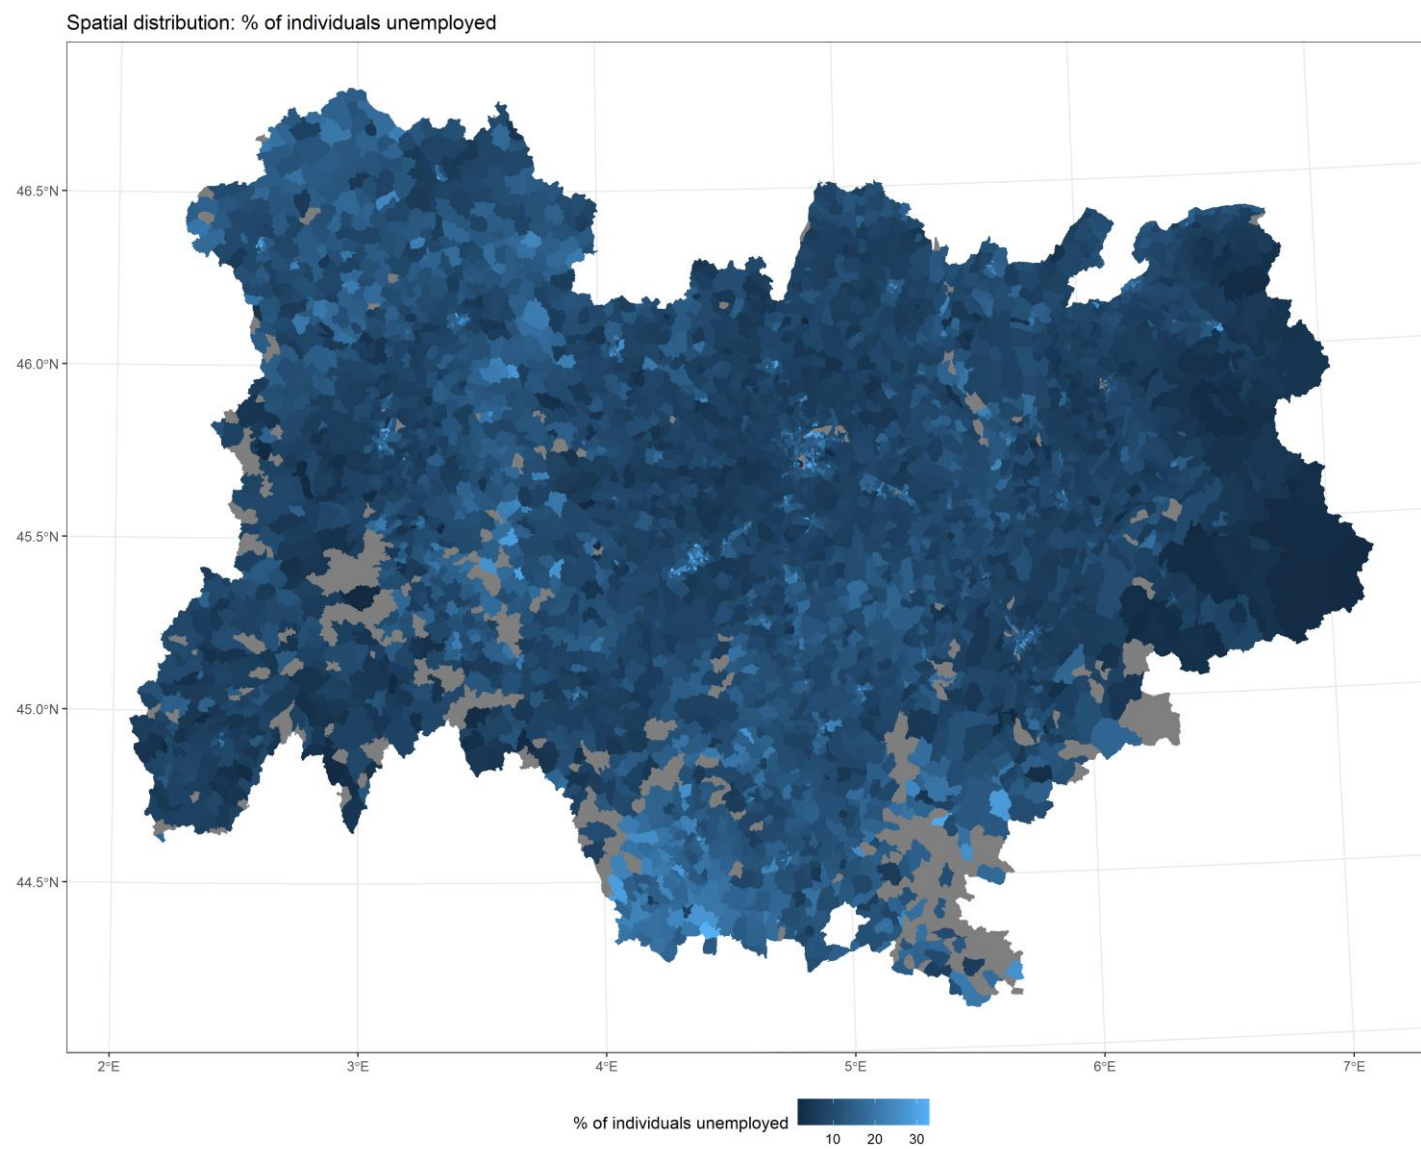 Spatial distribution: % of individuals unemployed
46.5°N
46.0°N
45.5°N
45.0°N
44.5°N
2°E 3°E 4°E 5°E 6°E 7°E
% of individuals unemployed
10 20 30